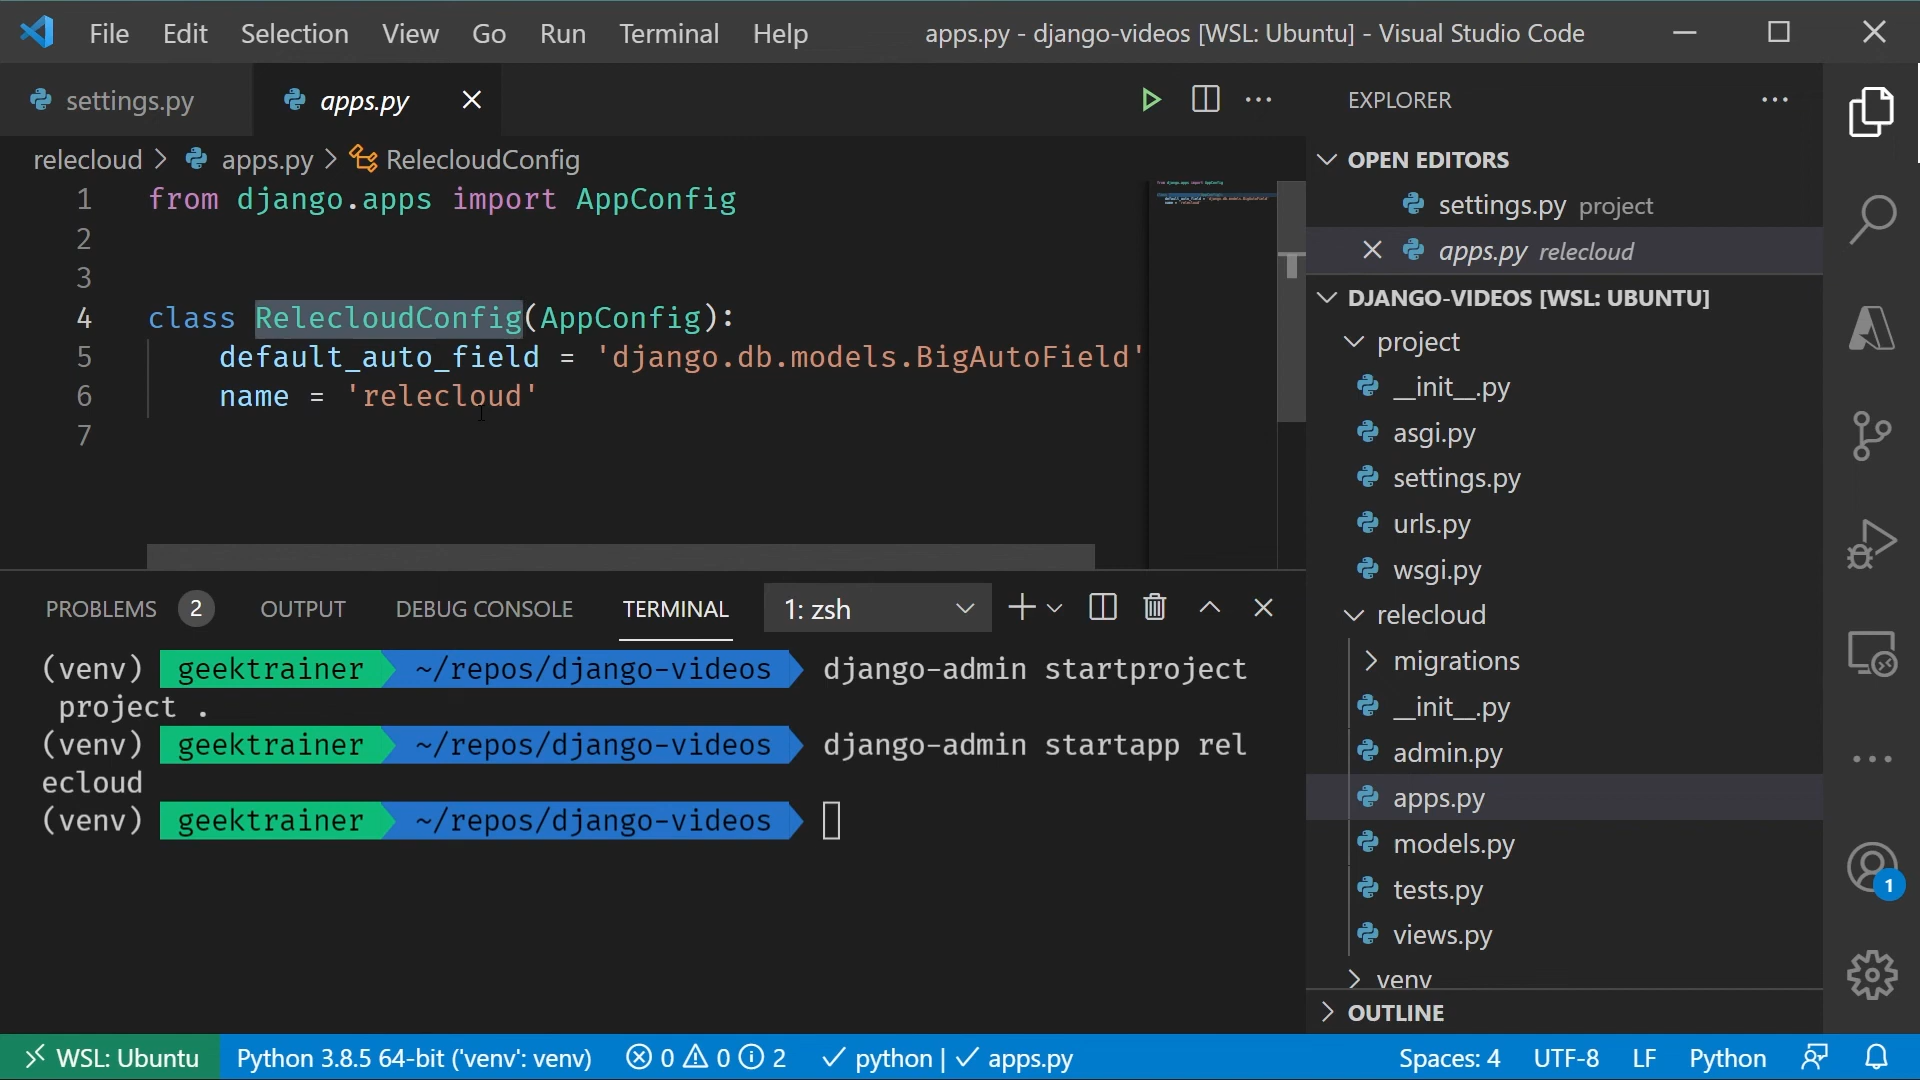 File Edit Selection View Go Run Terminal Help apps.py - django-videos [WSL: Ubuntu] - Visual Studio Code
settings.py apps.py
relecloud > apps.py > RelecloudConfig
1 from django.apps import AppConfig
2
3
4 class RelecloudConfig(AppConfig):
5 default_auto_field = 'django.db.models.BigAutoField'
6 name = 'relecloud'
7
PROBLEMS 2 OUTPUT DEBUG CONSOLE TERMINAL 1: zsh
(venv) geektrainer ~/repos/django-videos django-admin startproject
project .
(venv) geektrainer ~/repos/django-videos django-admin startapp rel
ecloud
(venv) geektrainer ~/repos/django-videos
EXPLORER
OPEN EDITORS
settings.py project
apps.py relecloud
DJANGO-VIDEOS [WSL: UBUNTU]
project
__init__.py
asgi.py
settings.py
urls.py
wsgi.py
relecloud
migrations
__init__.py
admin.py
apps.py
models.py
tests.py
views.py
venv
OUTLINE
1
WSL: Ubuntu Python 3.8.5 64-bit ('venv': venv) 0 0 2 python | apps.py Spaces: 4 UTF-8 LF Python